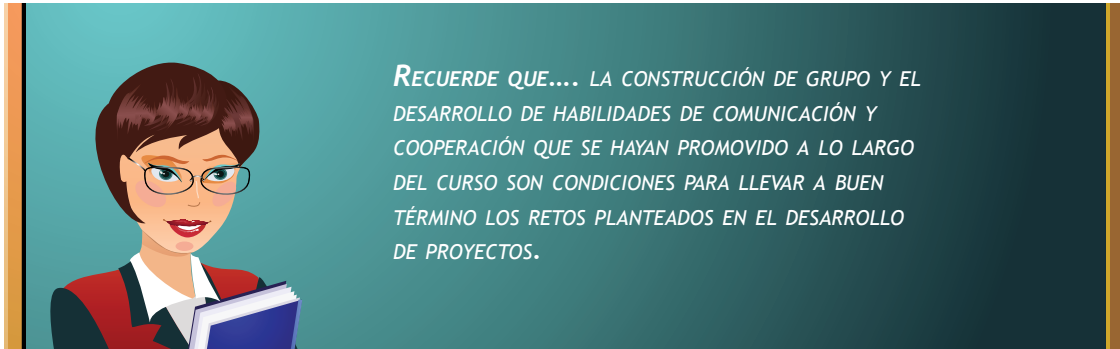 RECUERDE QUE.... LA CONSTRUCCIÓN DE GRUPO Y EL
DESARROLLO DE HABILIDADES DE COMUNICACIÓN Y
COOPERACIÓN QUE SE HAYAN PROMOVIDO A LO LARGO
DEL CURSO SON CONDICIONES PARA LLEVAR A BUEN
TÉRMINO LOS RETOS PLANTEADOS EN EL DESARROLLO
DE PROYECTOS.